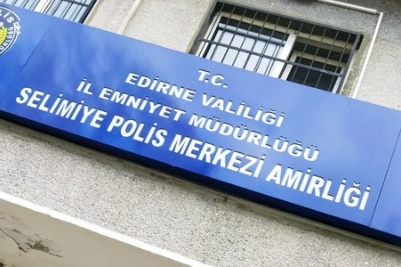 T.C.
EDİRNE VALİLİĞİ
İL EMNİYET MÜDÜRLÜĞÜ
SELİMİYE POLİS MERKEZİ AMİRLİĞİ